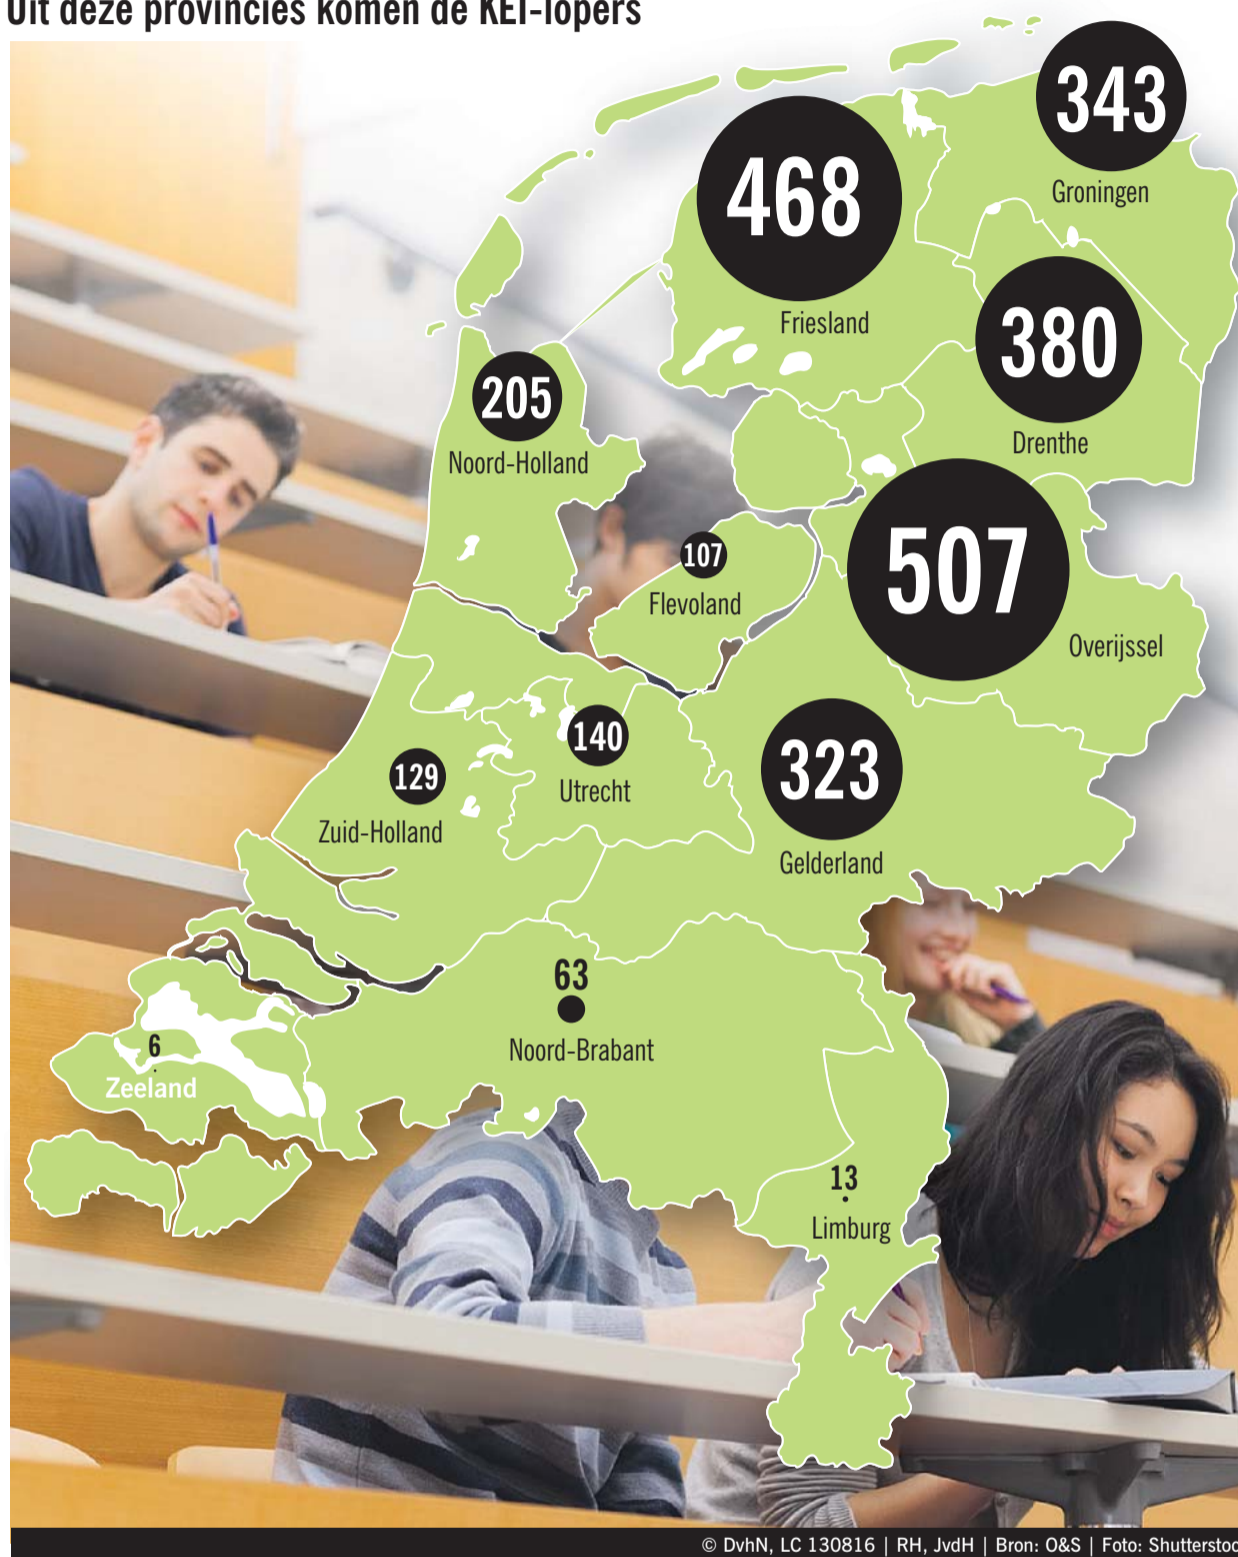 Uit deze provincies komen de KEI-lopers
343
Groningen
468
Friesland
380
Drenthe
205
Noord-Holland
507
Overijssel
107
Flevoland
140
Utrecht
129
Zuid-Holland
323
Gelderland
63
Noord-Brabant
6
Zeeland
13
Limburg
© DvhN, LC 130816 | RH, JvdH | Bron: O&S | Foto: Shutterstoc